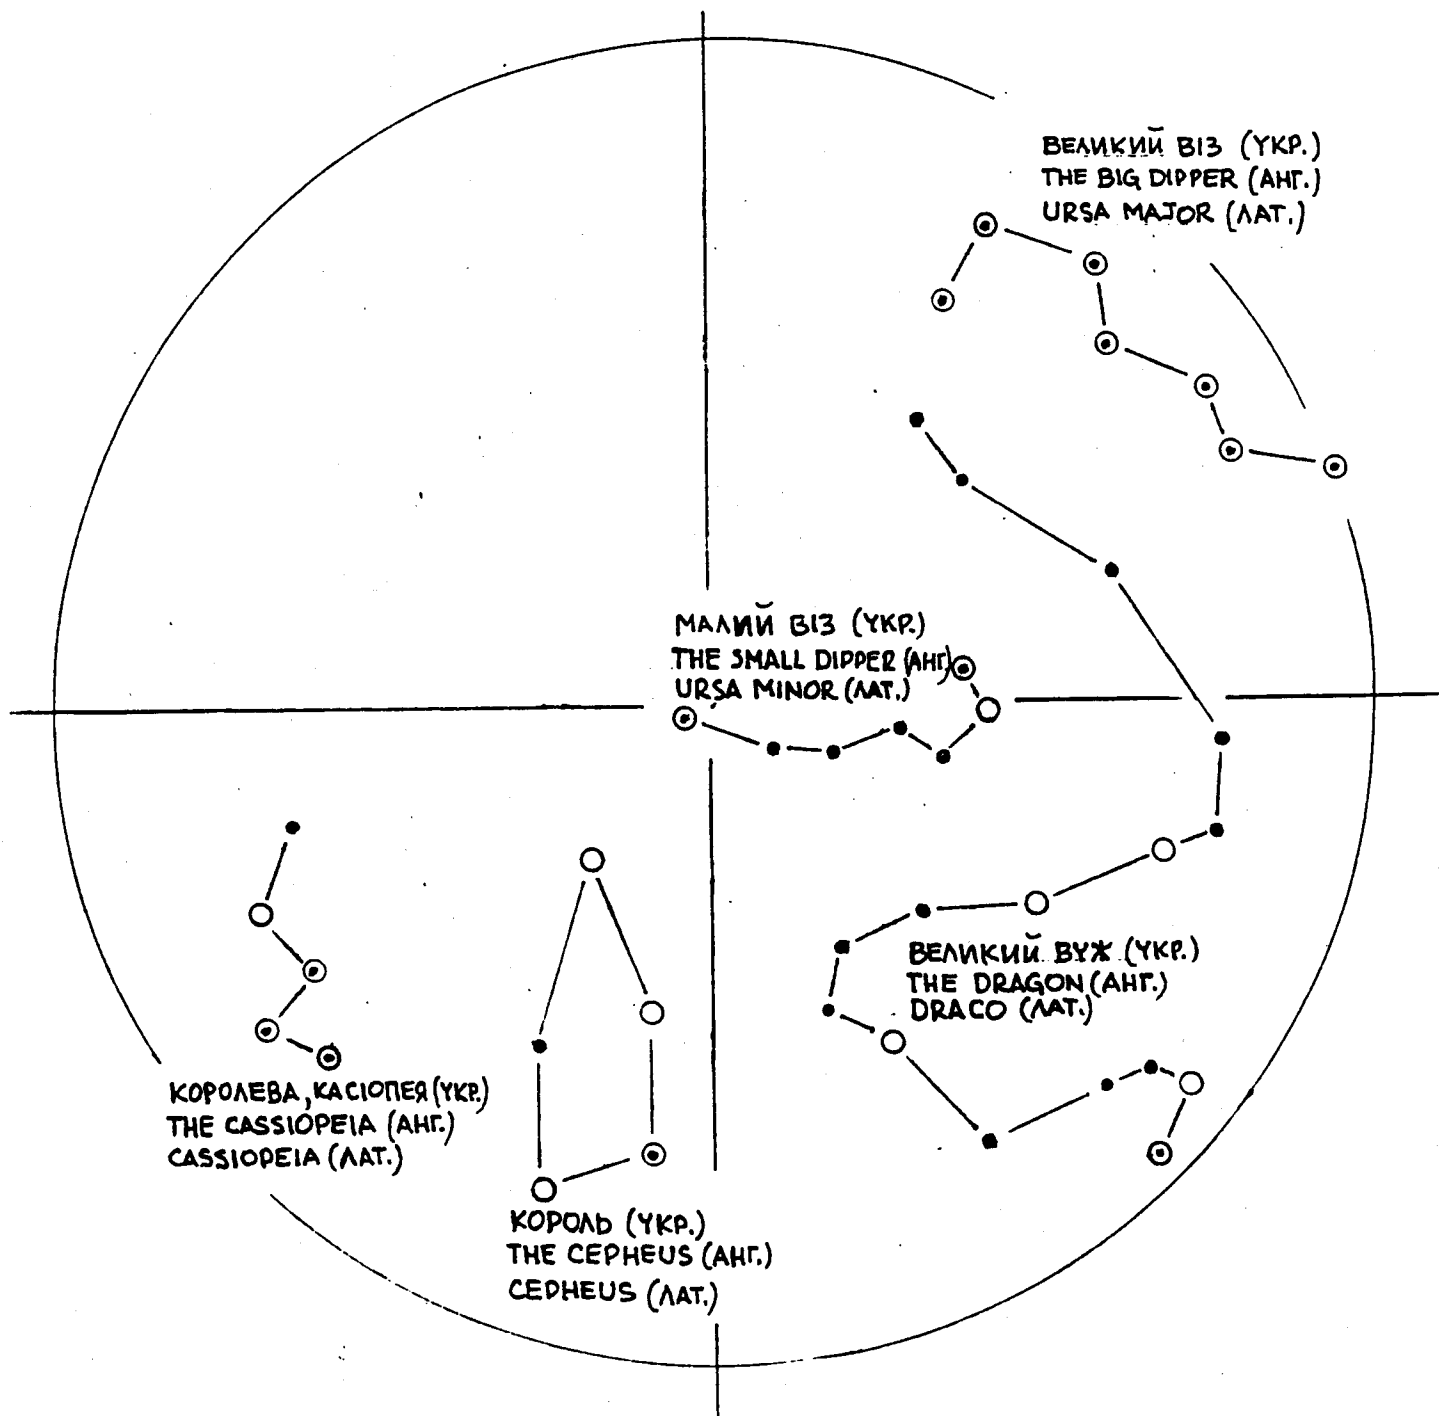 ВЕЛИКИЙ ВІЗ (УКР.)
THE BIG DIPPER (АНГ.)
URSA MAJOR (ЛАТ.)
МАЛИЙ ВІЗ (УКР.)
THE SMALL DIPPER (АНГ)
URSA MINOR (ЛАТ.)
ВЕЛИКИЙ ВУЖ (УКР.)
THE DRAGON (АНГ.)
DRACO (ЛАТ.)
КОРОЛЕВА, КАСІОПЕЯ (УКР.)
THE CASSIOPEIA (АНГ.)
CASSIOPEIA (ЛАТ.)
КОРОЛЬ (УКР.)
THE CEPHEUS (АНГ.)
CEPHEUS (ЛАТ.)